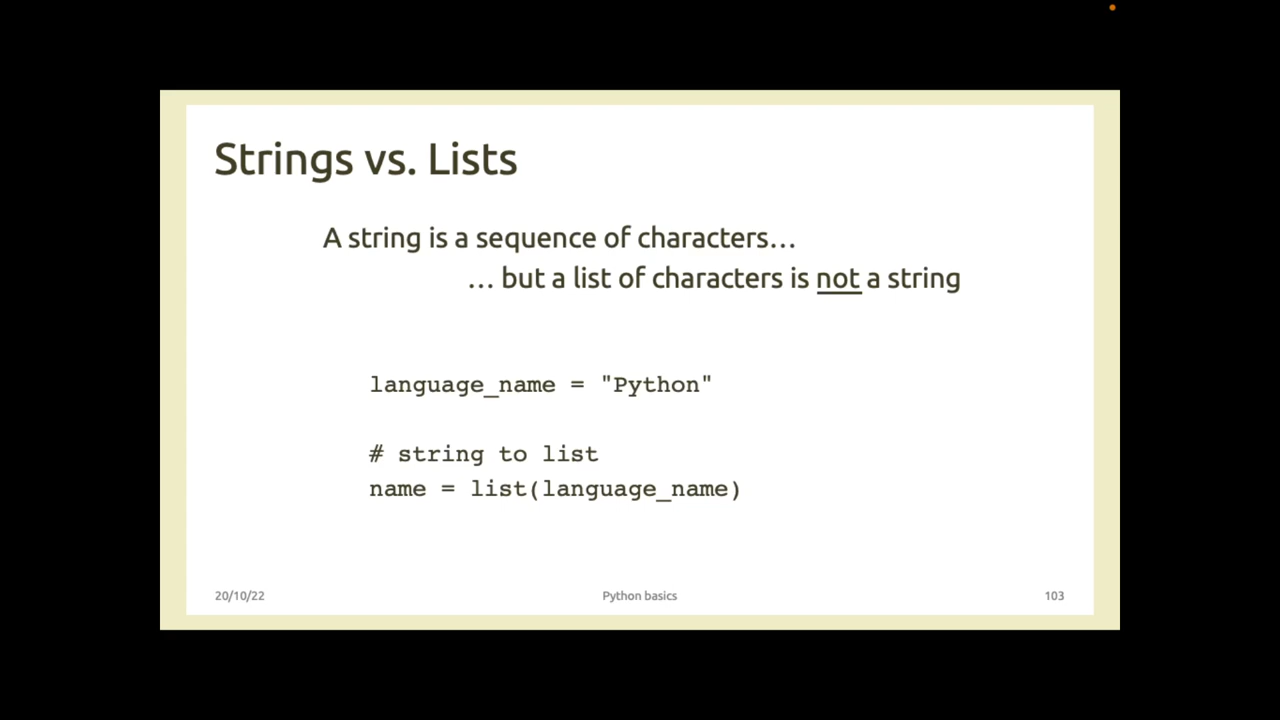 Strings vs. Lists
A string is a sequence of characters…
… but a list of characters is not a string
language_name = "Python"
# string to list
name = list(language_name)
20/10/22
Python basics
103